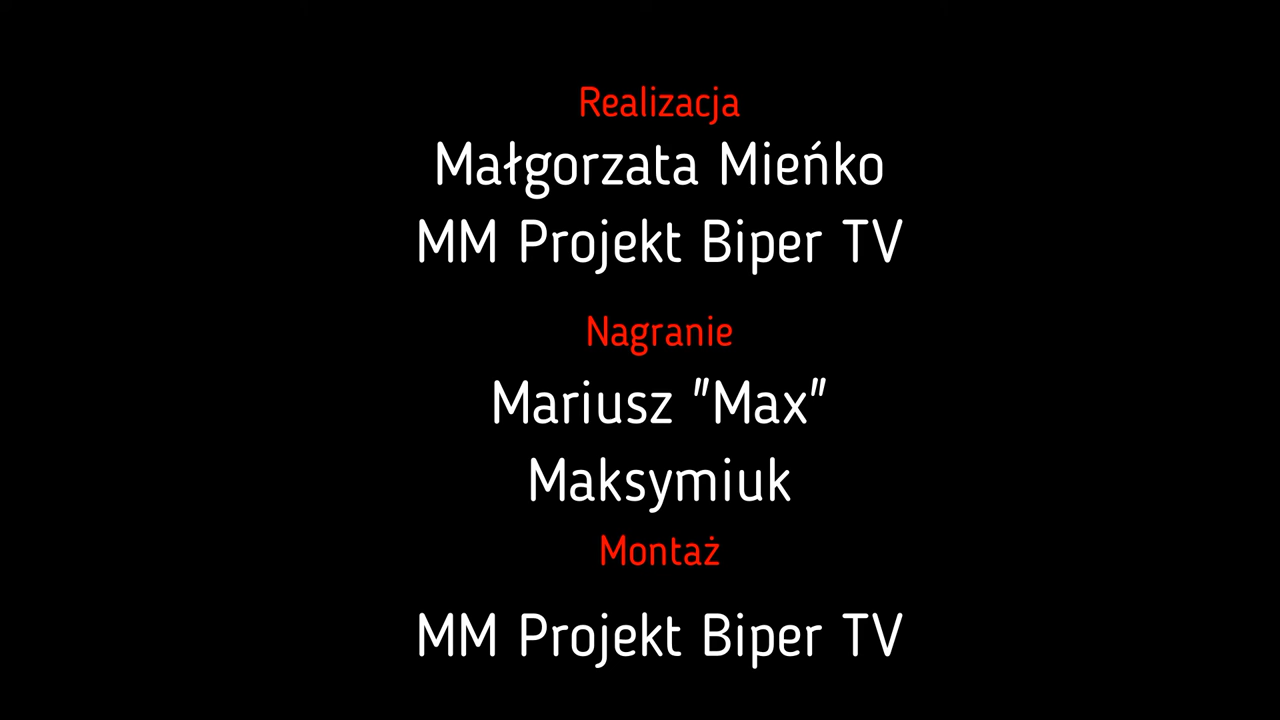 Realizacja
Małgorzata Mieńko
MM Projekt Biper TV
Nagranie
Mariusz "Max"
Maksymiuk
Montaż
MM Projekt Biper TV